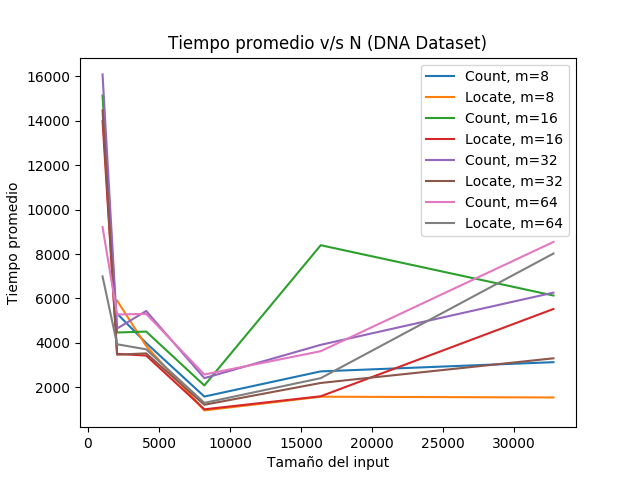 Tiempo promedio v/s N (DNA Dataset)
16000
14000
12000
10000
8000
6000
4000
2000
Tiempo promedio
Count, m=8
Locate, m=8
Count, m=16
Locate, m=16
Count, m=32
Locate, m=32
Count, m=64
Locate, m=64
0
5000
10000
15000
20000
25000
30000
Tamaño del input